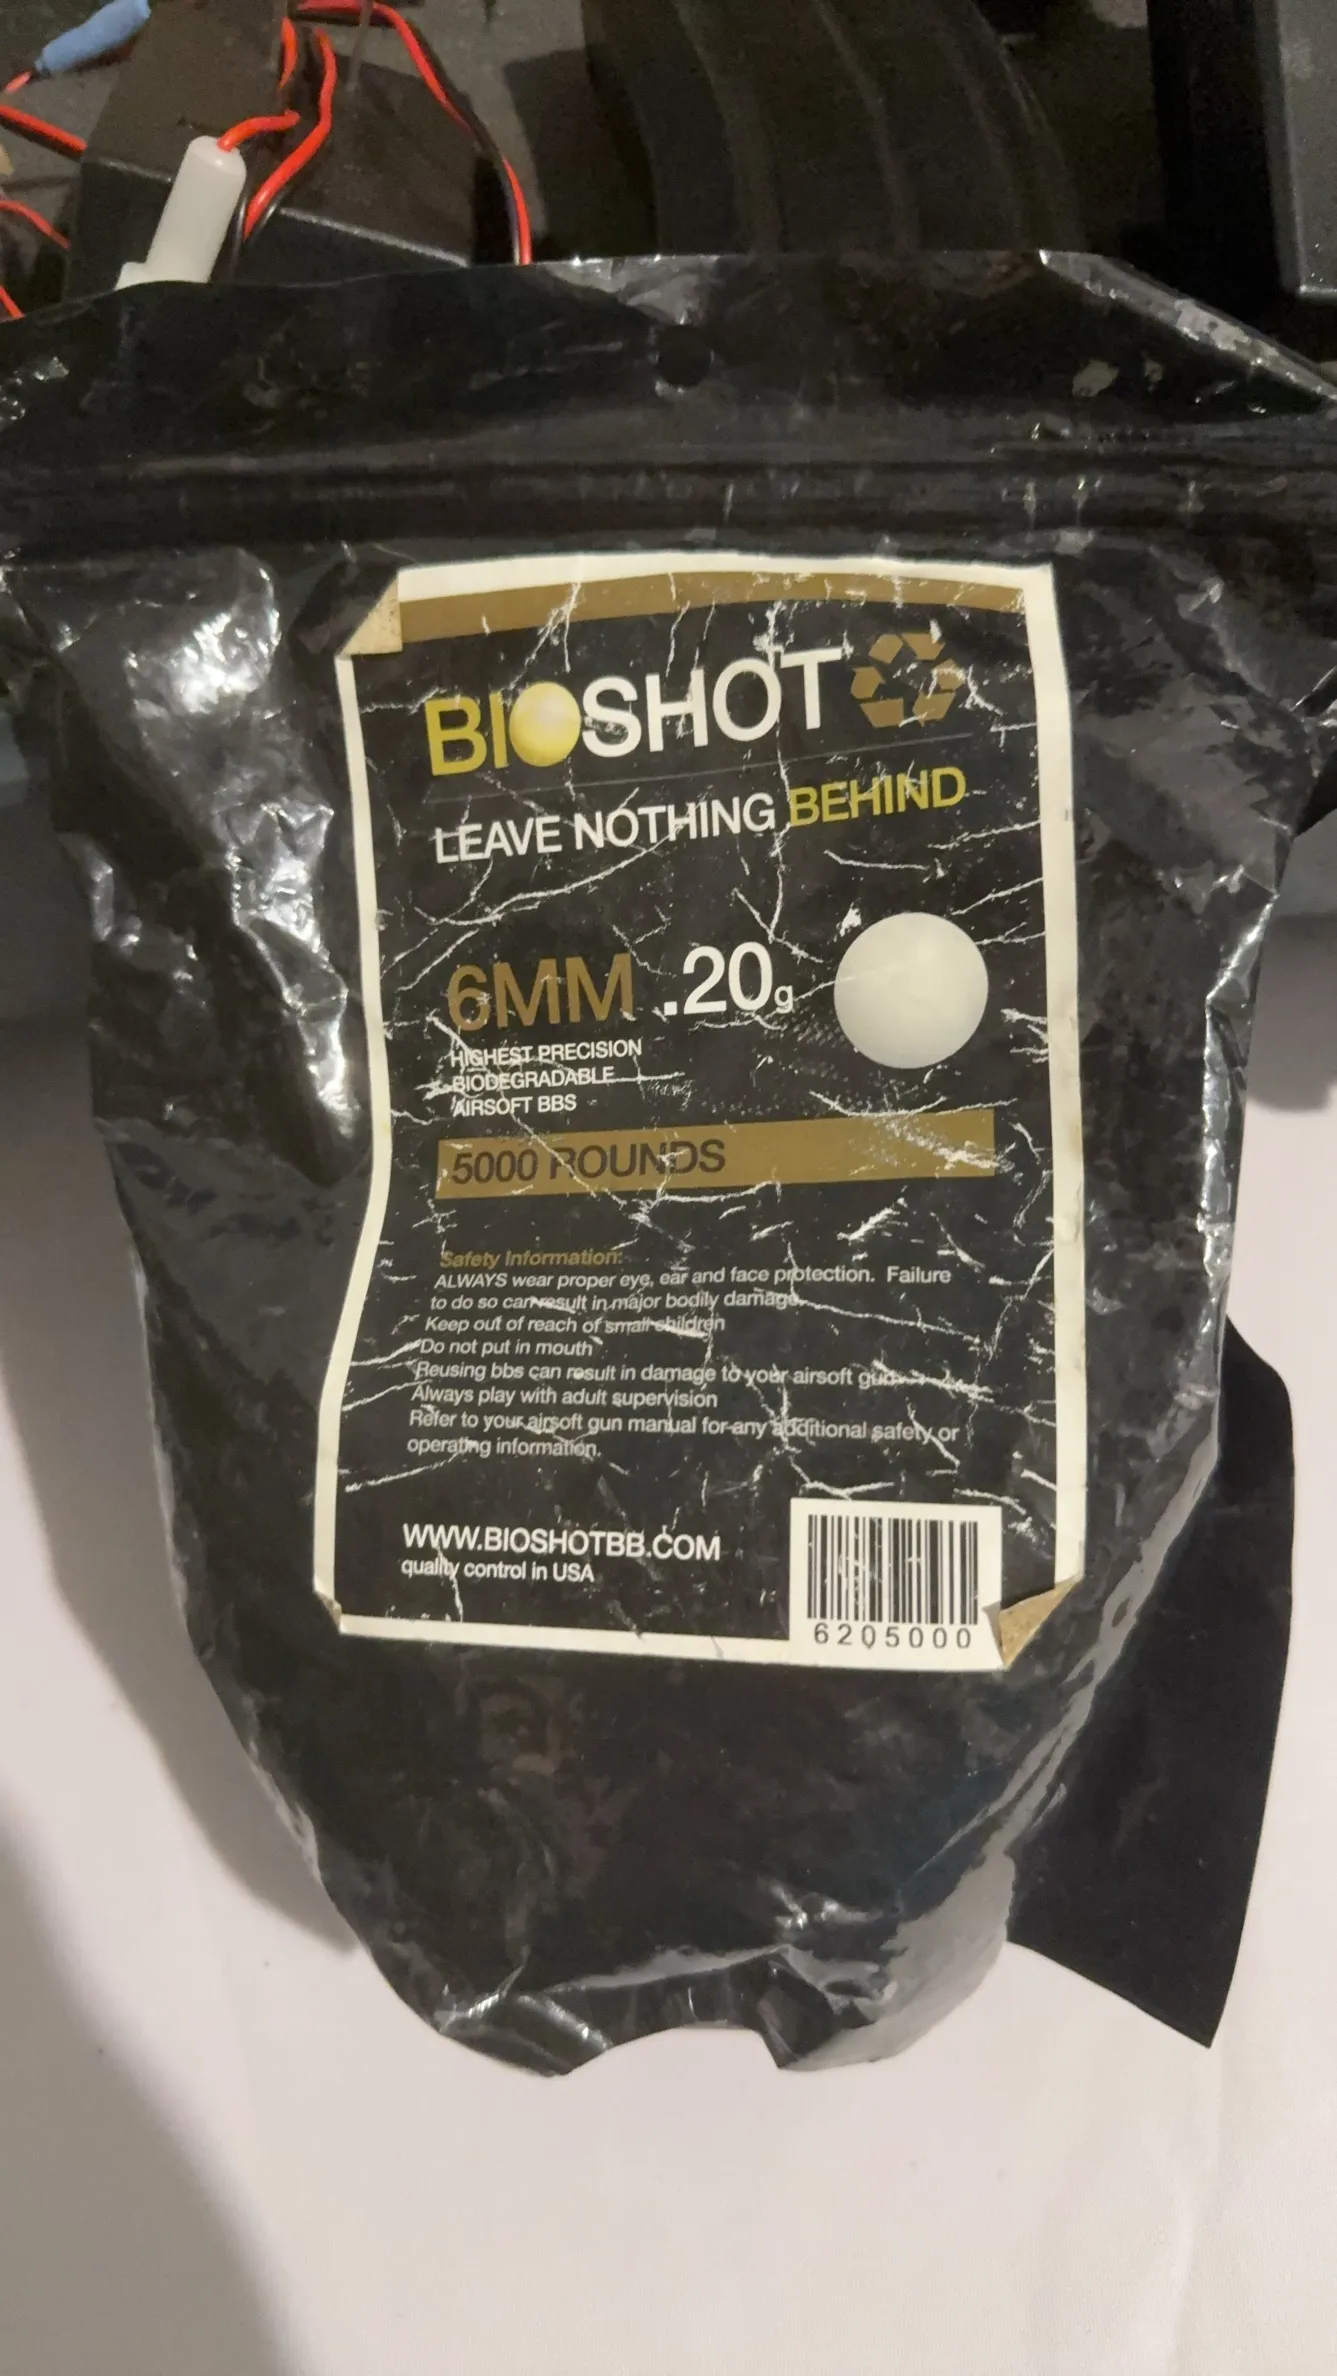 BIOSHOT
LEAVE NOTHING BEHIND
6MM .20g
HIGHEST PRECISION
BIODEGRADABLE
AIRSOFT BBS
5000 ROUNDS
Safety Information:
ALWAYS wear proper eye, ear and face protection. Failure
to do so can result in major bodily damage.
Keep out of reach of small children
Do not put in mouth
Reusing bbs can result in damage to your airsoft gun.
Always play with adult supervision
Refer to your airsoft gun manual for any additional safety or
operating information.
WWW.BIOSHOTBB.COM
quality control in USA
6205000